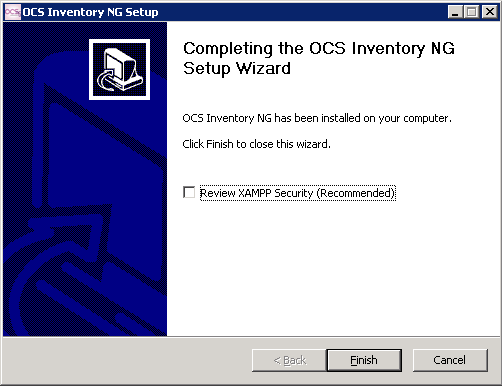 OCS Inventory NG Setup
Completing the OCS Inventory NG
Setup Wizard
OCS Inventory NG has been installed on your computer.
Click Finish to close this wizard.
Review XAMPP Security (Recommended)
< Back
Finish
Cancel